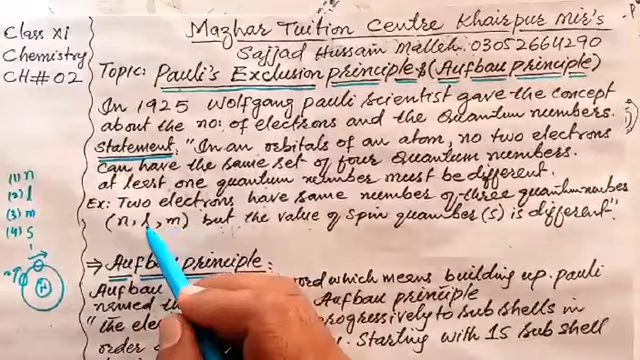 Mazhar Tuition Centre Khairpur Mir's
Class XI
Chemistry
CH#02
Sajjad Hussain Malleh. 03052664290
Topic: Pauli's Exclusion principle & (Aufbau principle)
In 1925 Wolfgang pauli scientist gave the concept
about the no: of electrons and the Quantum numbers.
Statement: "In an orbitals of an atom, no two electrons
can have the same set of four Quantum numbers.
at least one quantum number must be different.
Ex: Two electrons have same number of three quantum numbers
(n, l, m) but the value of spin quamber (s) is different".
(1) n
(2) l
(3) m
(4) s
N
→ Aufbau principle:
Aufbau word which means building up. pauli
named the Aufbau principle
"the elec progressively to sub shells in
order Starting with 1S sub shell